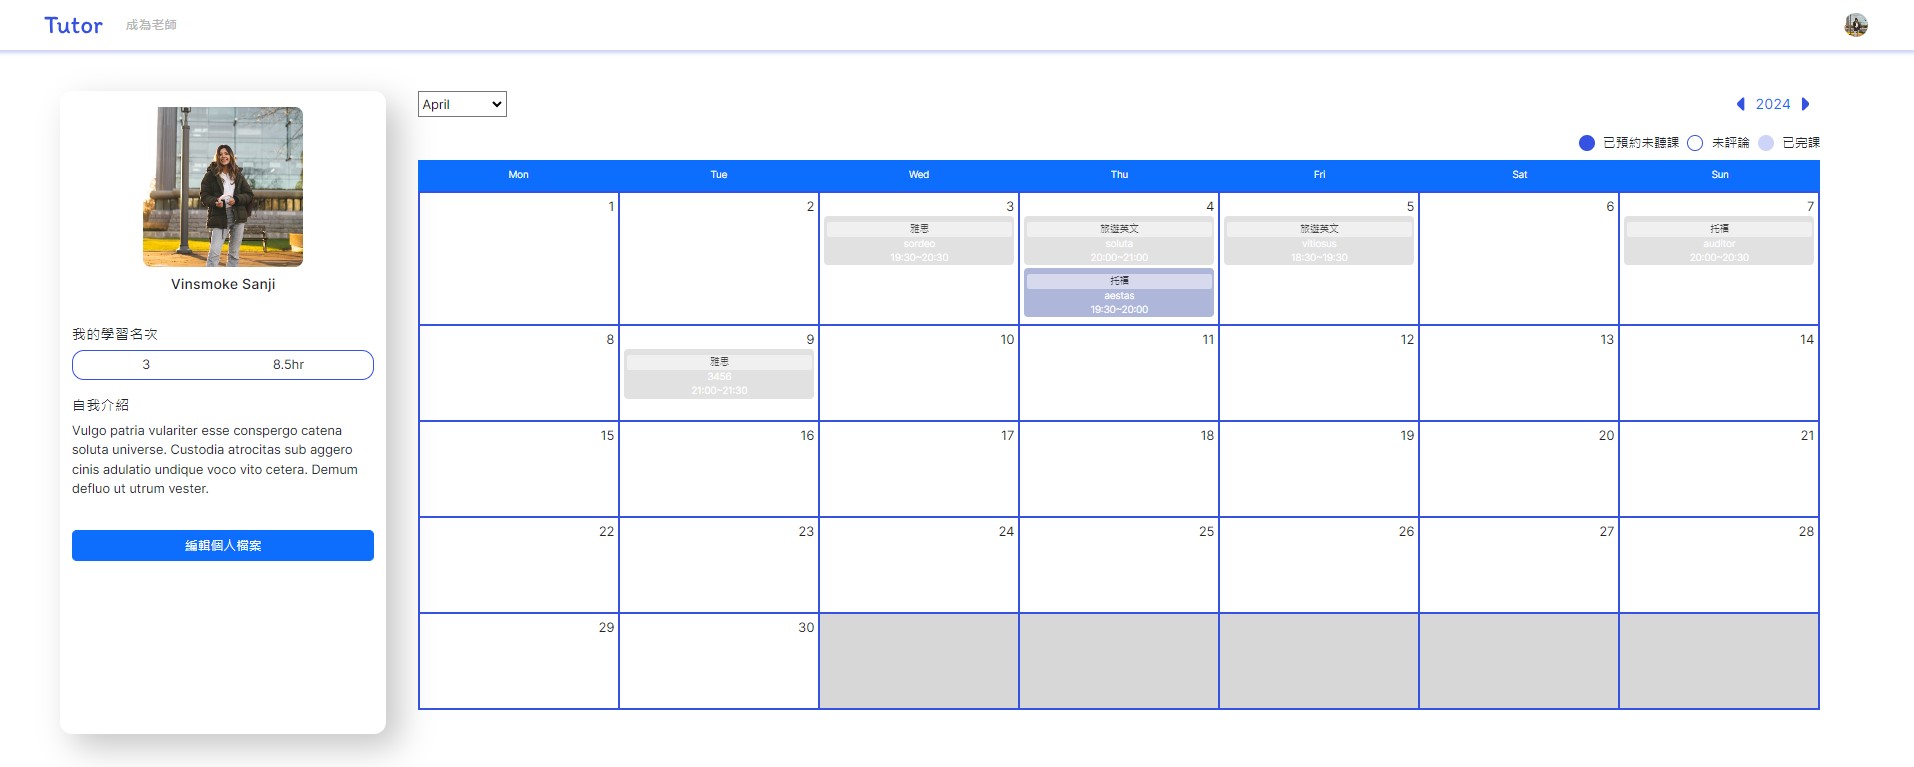 Tutor 成為老師
Vinsmoke Sanji
我的學習名次
3 8.5hr
自我介紹
Vulgo patria vulariter esse conspergo catena
soluta universe. Custodia atrocitas sub aggero
cinis adulatio undique voco vito cetera. Demum
defluo ut utrum vester.
編輯個人檔案
April
2024
已預約未聽課 未評論 已完課
Mon Tue Wed Thu Fri Sat Sun
1 2 3 4 5 6 7
雅思
sordeo
19:30~20:30
旅遊英文
soluta
20:00~21:00
托福
aestas
19:30~20:00
旅遊英文
vitiosus
18:30~19:30
托福
auditor
20:00~20:30
8 9 10 11 12 13 14
雅思
3456
21:00~21:30
15 16 17 18 19 20 21
22 23 24 25 26 27 28
29 30